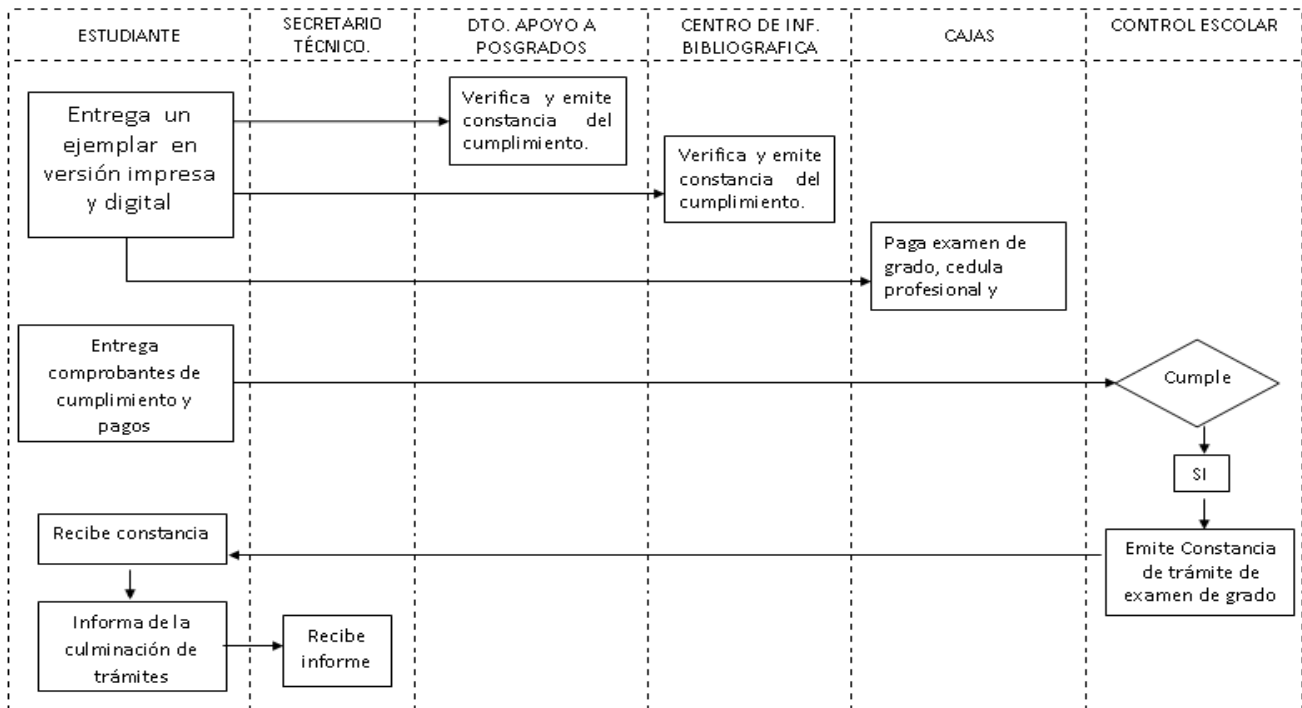 ESTUDIANTE
SECRETARIO
TÉCNICO.
DTO. APOYO A
POSGRADOS
CENTRO DE INF.
BIBLIOGRAFICA
CAJAS
CONTROL ESCOLAR
Entrega un
ejemplar en
versión impresa
y digital
Verifica y emite
constancia del
cumplimiento.
Verifica y emite
constancia del
cumplimiento.
Paga examen de
grado, cedula
profesional y
Entrega
comprobantes de
cumplimiento y
pagos
Cumple
SI
Recibe constancia
Emite Constancia
de trámite de
examen de grado
Informa de la
culminación de
trámites
Recibe
informe